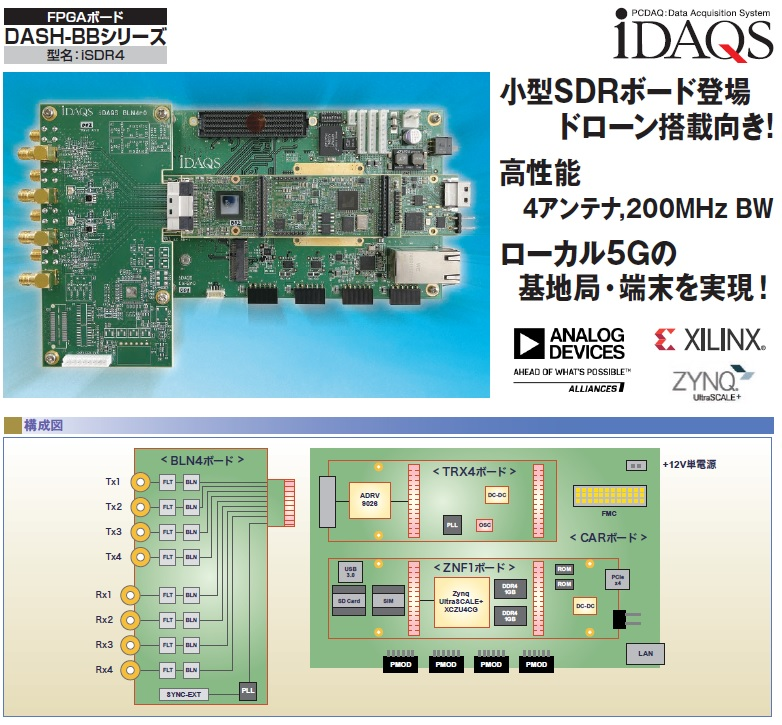 FPGAボード
DASH-BBシリーズ
型名:iSDR4
PCDAQ:Data Acquisition System
iDAQS
小型SDRボード登場
ドローン搭載向き!
高性能
4アンテナ,200MHz BW
ローカル5Gの
基地局・端末を実現!
iDAQS
iDAQS BLN4
iDAQS
ANALOG
DEVICES
AHEAD OF WHAT'S POSSIBLE™
ALLIANCES
XILINX®
ZYNQ
UltraSCALE+
構成図
< BLN4ボード >
Tx1
FLT
BLN
Tx2
FLT
BLN
Tx3
FLT
BLN
Tx4
FLT
BLN
Rx1
FLT
BLN
Rx2
FLT
BLN
Rx3
FLT
BLN
Rx4
FLT
BLN
SYNC-EXT
PLL
< TRX4ボード >
ADRV
9026
DC-DC
PLL
OSC
+12V単電源
FMC
< CARボード >
< ZNF1ボード >
USB
3.0
SD Card
SIM
Zynq
UltraSCALE+
XCZU4CG
DDR4
1GB
DDR4
1GB
ROM
ROM
DC-DC
PCIe
x4
LAN
PMOD
PMOD
PMOD
PMOD